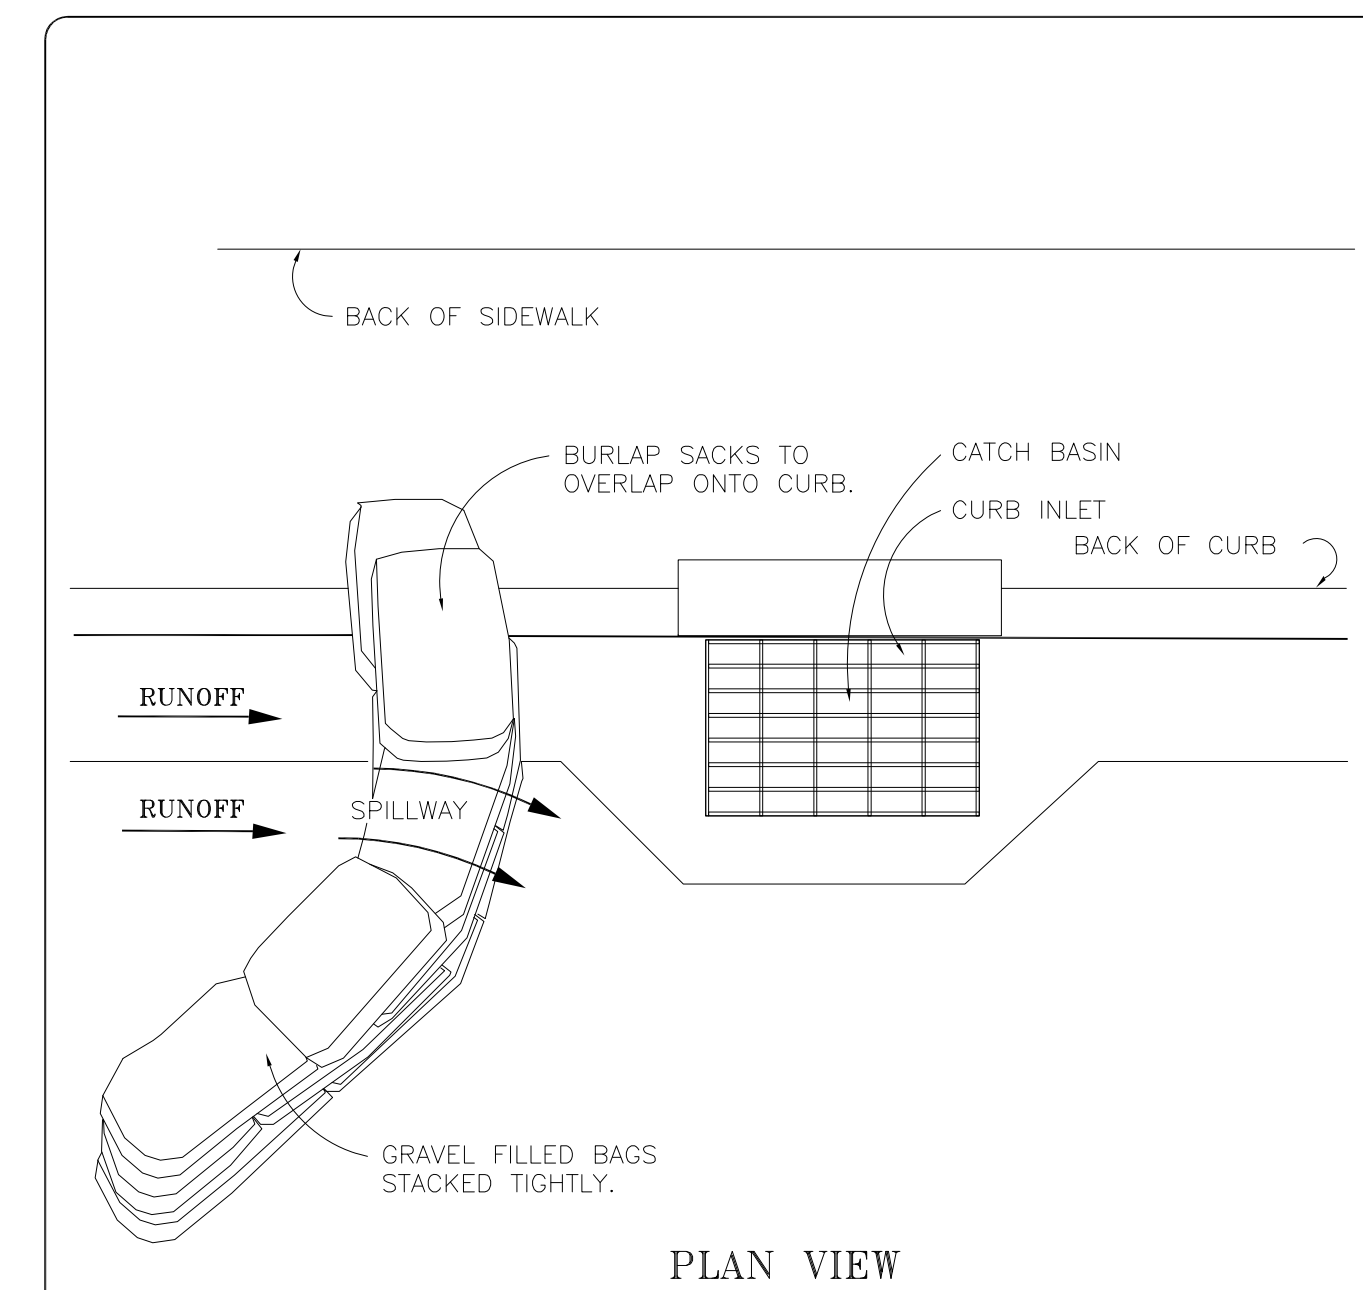 BACK OF SIDEWALK
BURLAP SACKS TO
OVERLAP ONTO CURB.
CATCH BASIN
CURB INLET
BACK OF CURB
RUNOFF
RUNOFF
SPILLWAY
GRAVEL FILLED BAGS
STACKED TIGHTLY.
PLAN VIEW